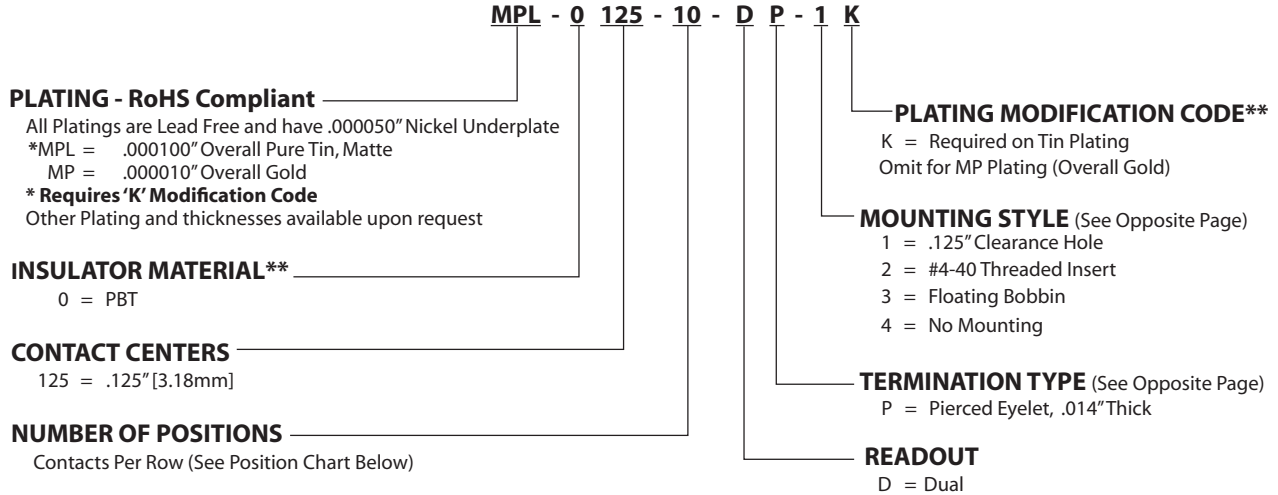 MPL - 0 125 - 10 - D P - 1 K
PLATING - RoHS Compliant
All Platings are Lead Free and have .000050" Nickel Underplate
*MPL = .000100" Overall Pure Tin, Matte
MP = .000010" Overall Gold
* Requires 'K' Modification Code
Other Plating and thicknesses available upon request
INSULATOR MATERIAL**
0 = PBT
CONTACT CENTERS
125 = .125" [3.18mm]
NUMBER OF POSITIONS
Contacts Per Row (See Position Chart Below)
PLATING MODIFICATION CODE**
K = Required on Tin Plating
Omit for MP Plating (Overall Gold)
MOUNTING STYLE (See Opposite Page)
1 = .125" Clearance Hole
2 = #4-40 Threaded Insert
3 = Floating Bobbin
4 = No Mounting
TERMINATION TYPE (See Opposite Page)
P = Pierced Eyelet, .014" Thick
READOUT
D = Dual